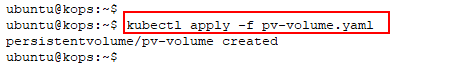 ubuntu@kops:~$
ubuntu@kops:~$ kubectl apply -f pv-volume.yaml
persistentvolume/pv-volume created
ubuntu@kops:~$